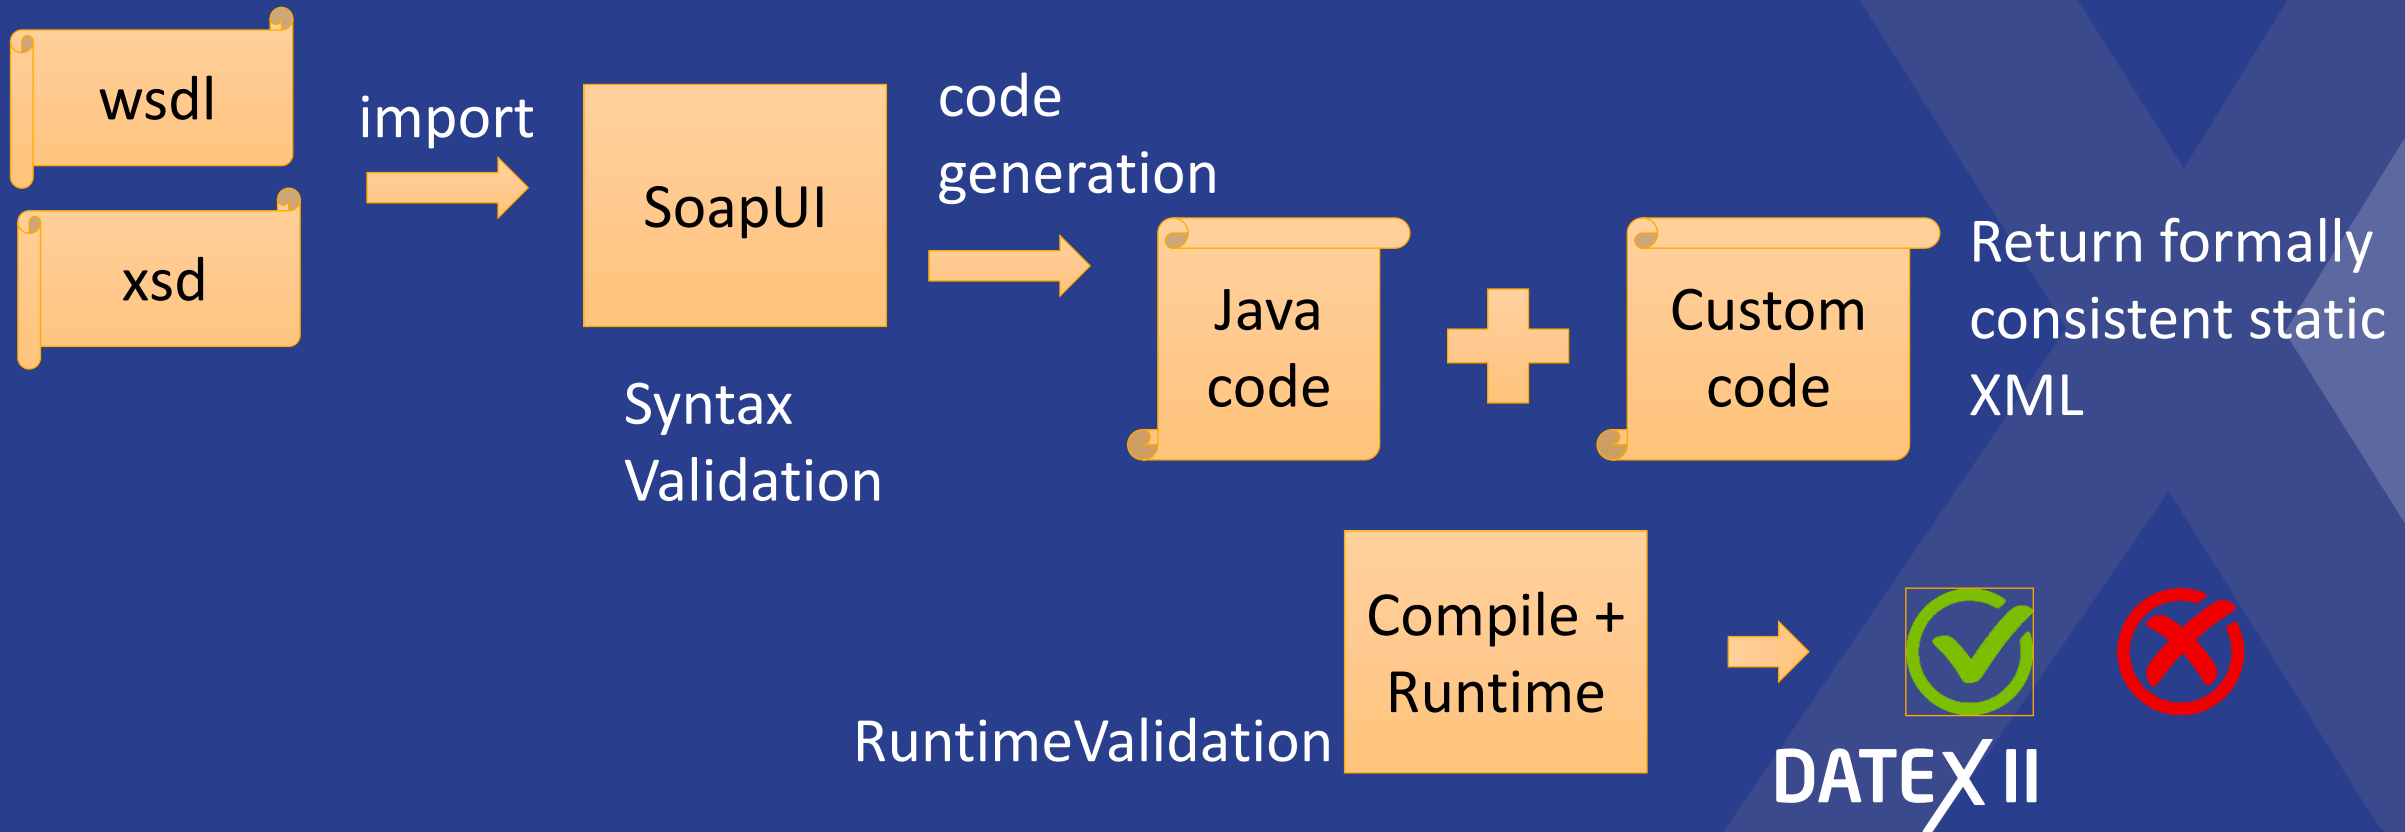 wsdl
xsd
import
SoapUI
Syntax
Validation
code
generation
Java
code
Custom
code
Return formally
consistent static
XML
Compile +
Runtime
RuntimeValidation
DATEX II